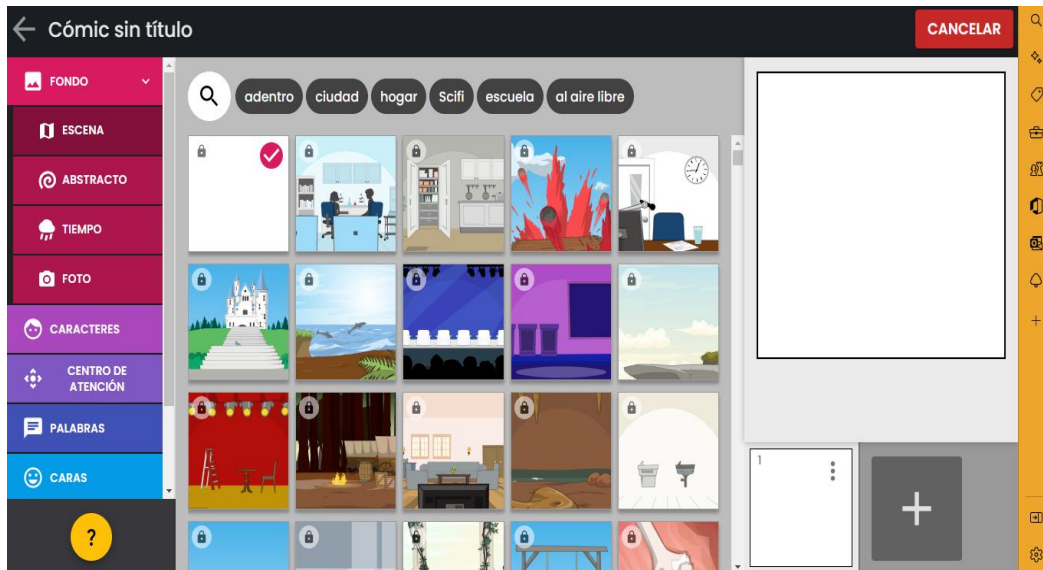 Cómic sin título
CANCELAR
FONDO
ESCENA
ABSTRACTO
TIEMPO
FOTO
CARACTERES
CENTRO DE
ATENCIÓN
PALABRAS
CARAS
?
adentro ciudad hogar Scifi escuela al aire libre
1